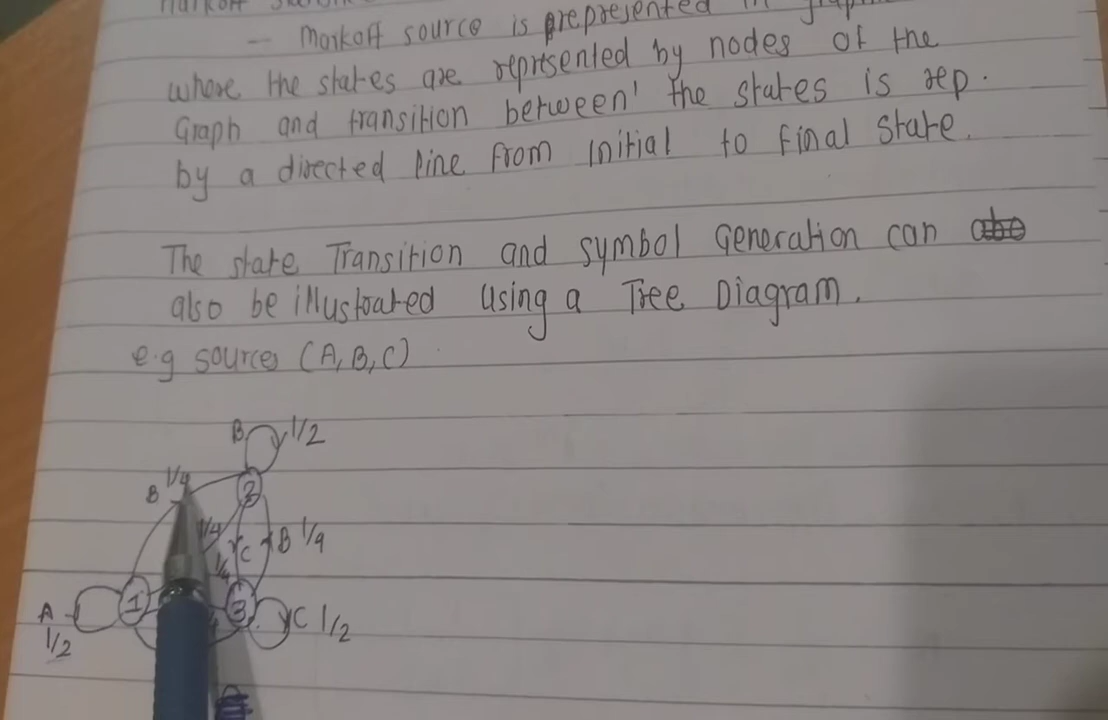 – Markoff source is prepresented in
where the states are represented by nodes of the
Graph and transition between the states is rep.
by a directed line from initial to final state.
The state Transition and symbol Generation can
also be illustrated using a Tree Diagram.
e.g sources (A, B, C)
B 1/2
B 1/4
2
1/4
1/4
C B 1/4
A 1 3 C 1/2
1/2